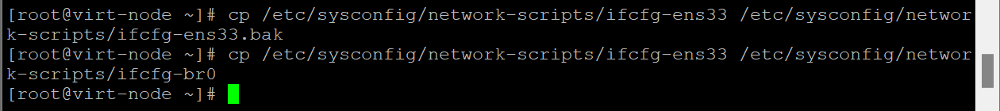 [root@virt-node ~]# cp /etc/sysconfig/network-scripts/ifcfg-ens33 /etc/sysconfig/networ
k-scripts/ifcfg-ens33.bak
[root@virt-node ~]# cp /etc/sysconfig/network-scripts/ifcfg-ens33 /etc/sysconfig/networ
k-scripts/ifcfg-br0
[root@virt-node ~]#